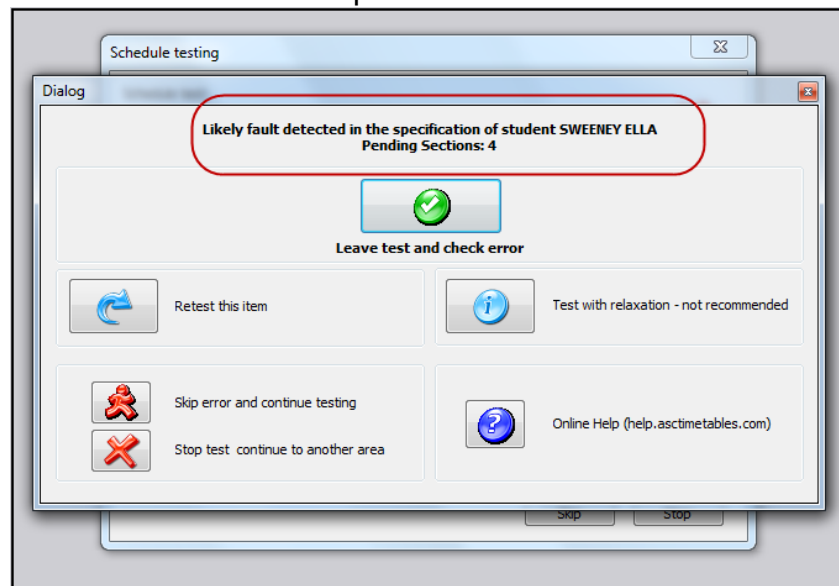 Schedule testing
Dialog
Likely fault detected in the specification of student SWEENEY ELLA
Pending Sections: 4
Leave test and check error
Retest this item
Test with relaxation - not recommended
Skip error and continue testing
Online Help (help.asctimetables.com)
Stop test continue to another area
Skip
Stop